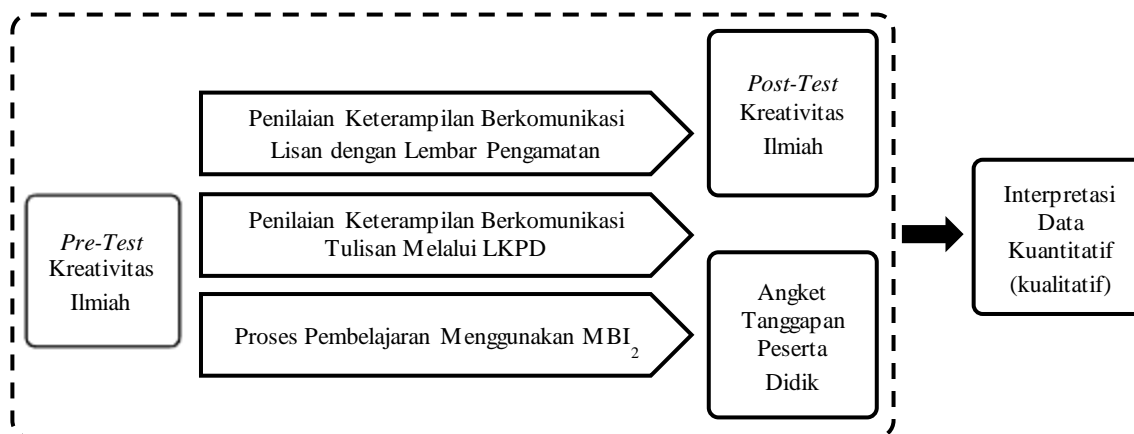 Pre-Test
Kreativitas
Ilmiah
Penilaian Keterampilan Berkomunikasi
Lisan dengan Lembar Pengamatan
Penilaian Keterampilan Berkomunikasi
Tulisan Melalui LKPD
Proses Pembelajaran Menggunakan MBI₂
Post-Test
Kreativitas
Ilmiah
Angket
Tanggapan
Peserta
Didik
Interpretasi
Data
Kuantitatif
(kualitatif)